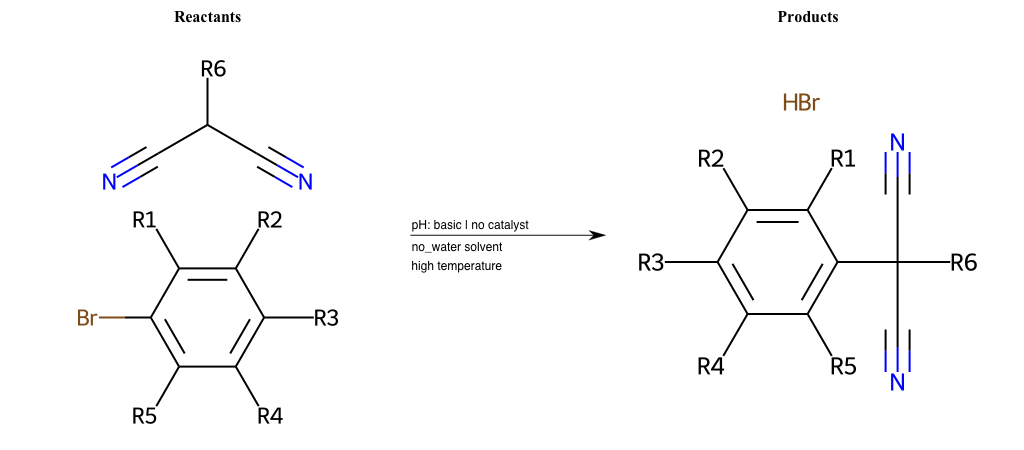 Reactants
Products
R6
N
N
R1
R2
Br
R3
R5
R4
pH: basic | no catalyst
no_water solvent
high temperature
HBr
N
R2
R1
R3
R6
R4
R5
N